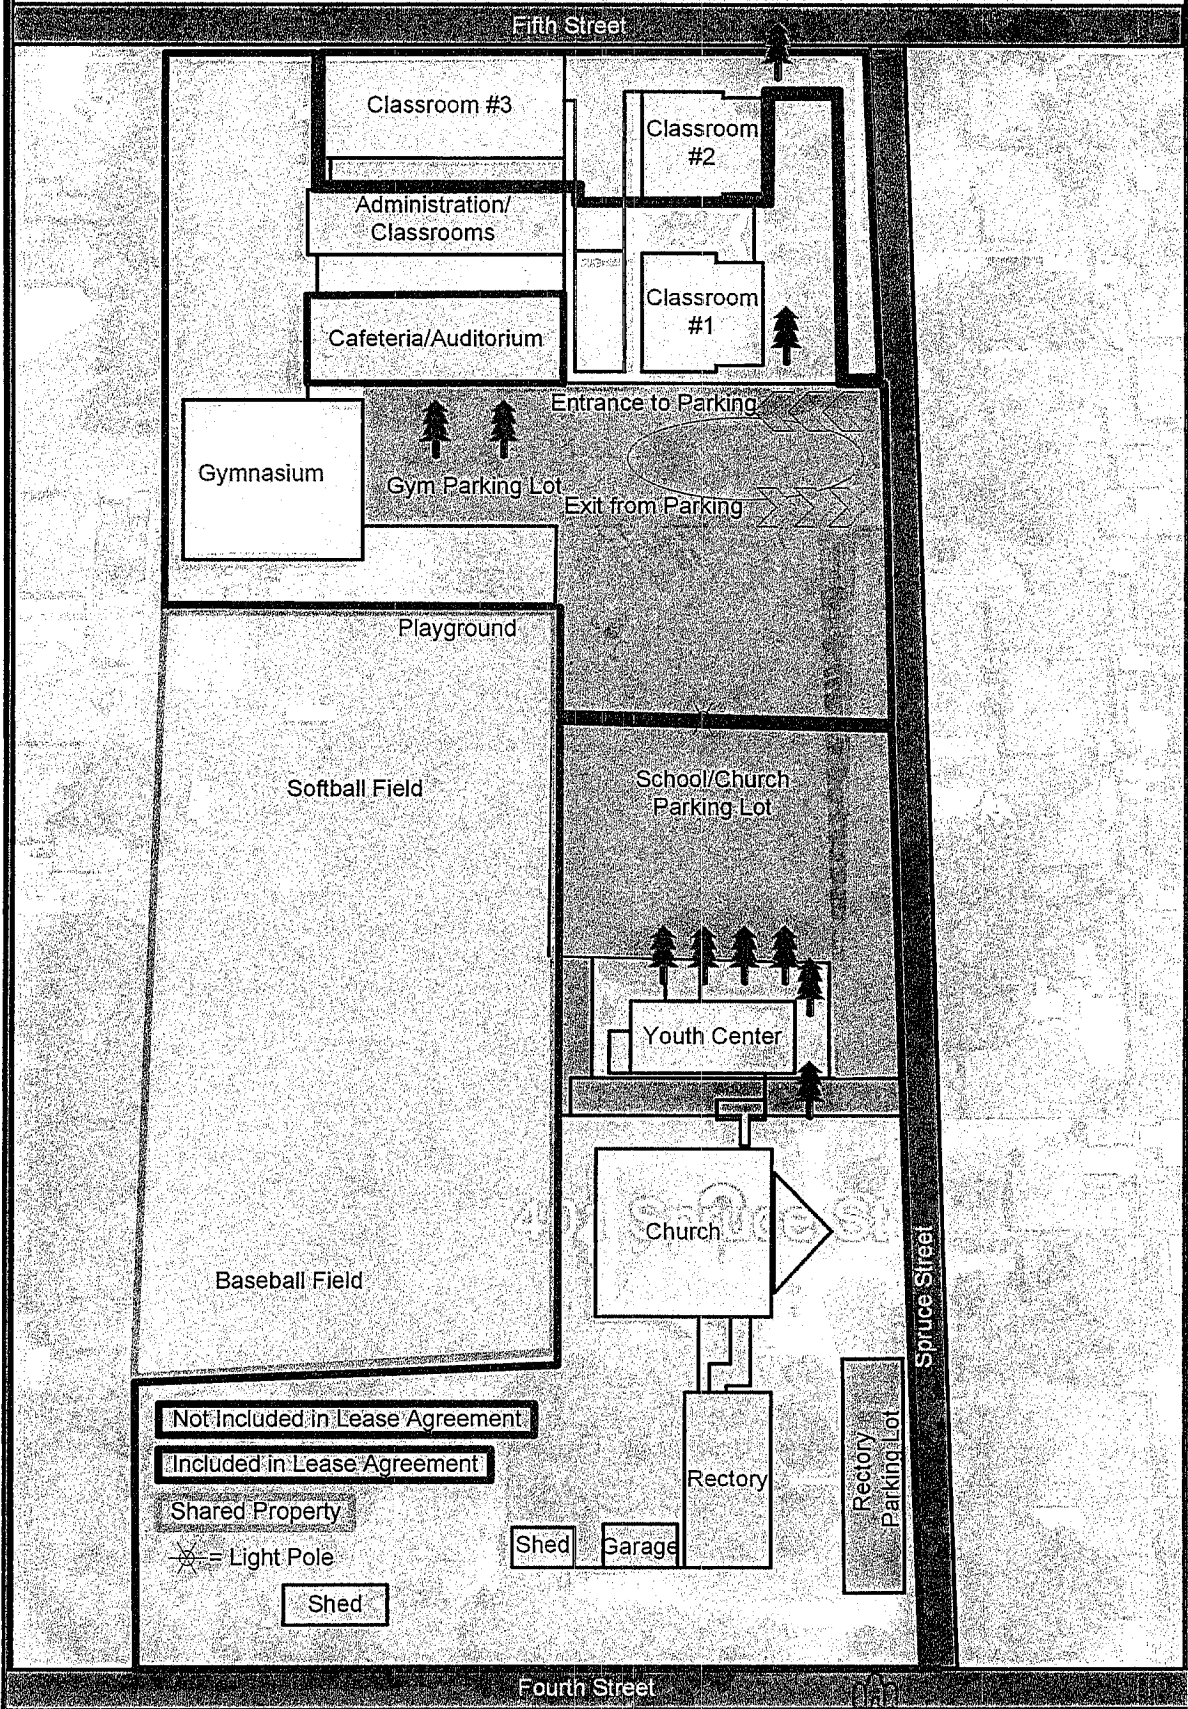 Fifth Street
Classroom #3
Classroom
#2
Administration/
Classrooms
Classroom
#1
Cafeteria/Auditorium
Entrance to Parking
Gymnasium
Gym Parking Lot
Exit from Parking
Playground
Softball Field
School/Church
Parking Lot
Youth Center
Church
Spruce Street
Baseball Field
Not Included in Lease Agreement
Included in Lease Agreement
Shared Property
= Light Pole
Rectory
Rectory
Parking Lot
Shed
Garage
Shed
Fourth Street